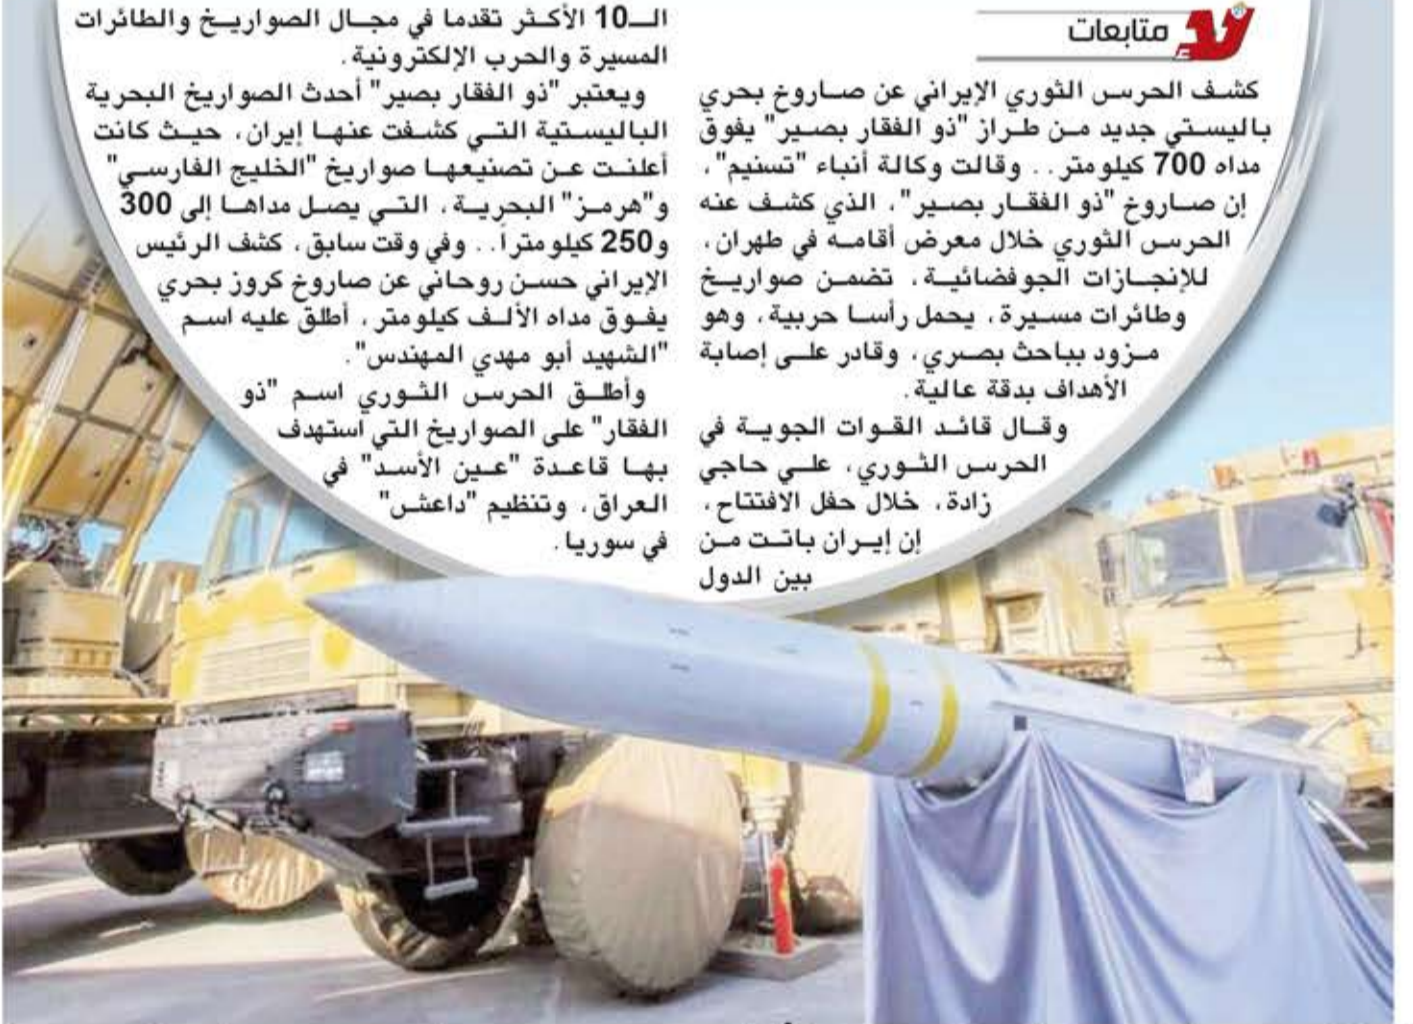 متابعات
كشف الحرس الثوري الإيراني عن صاروخ بحري
باليستي جديد من طراز "ذو الفقار بصير" يفوق
مداه 700 كيلومتر.. وقالت وكالة أنباء "تسنيم"،
إن صاروخ "ذو الفقار بصير"، الذي كشف عنه
الحرس الثوري خلال معرض أقامه في طهران،
للإنجازات الجوفضائية، تضمن صواريخ
وطائرات مسيرة، يحمل رأسا حربية، وهو
مزود بباحث بصري، وقادر على إصابة
الأهداف بدقة عالية.
وقال قائد القوات الجوية في
الحرس الثوري، علي حاجي
زادة، خلال حفل الافتتاح،
إن إيران باتت من
بين الدول
الـ10 الأكثر تقدما في مجال الصواريخ والطائرات
المسيرة والحرب الإلكترونية.
ويعتبر "ذو الفقار بصير" أحدث الصواريخ البحرية
الباليستية التي كشفت عنها إيران، حيث كانت
أعلنت عن تصنيعها صواريخ "الخليج الفارسي"
و"هرمز" البحرية، التي يصل مداها إلى 300
و250 كيلومتراً.. وفي وقت سابق، كشف الرئيس
الإيراني حسن روحاني عن صاروخ كروز بحري
يفوق مداه الألف كيلومتر، أطلق عليه اسم
"الشهيد أبو مهدي المهندس".
وأطلق الحرس الثوري اسم "ذو
الفقار" على الصواريخ التي استهدف
بها قاعدة "عين الأسد" في
العراق، وتنظيم "داعش"
في سوريا.